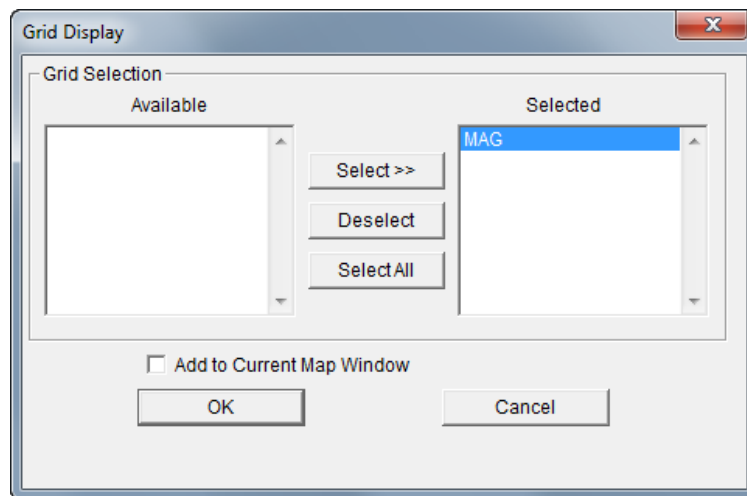 Grid Display
Grid Selection
Available
Selected
MAG
Select >>
Deselect
Select All
Add to Current Map Window
OK
Cancel